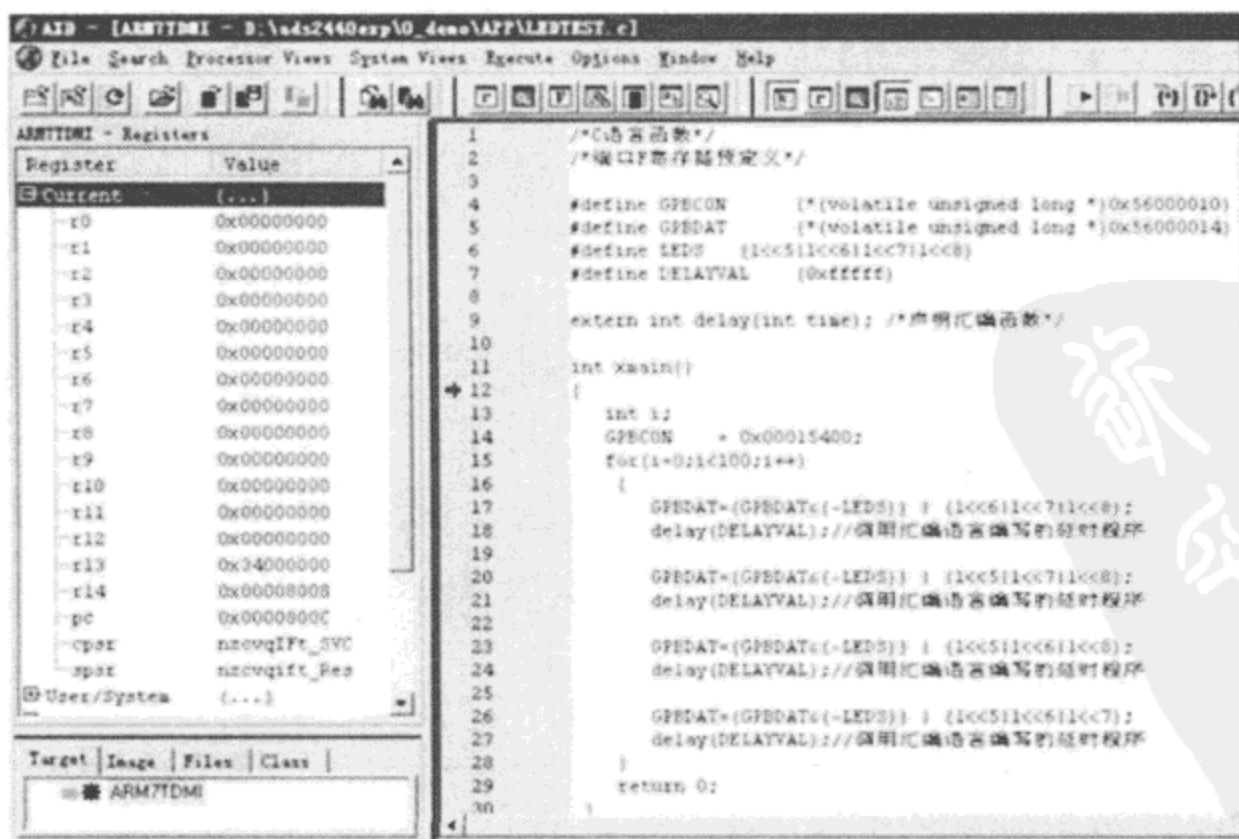 AXD - [ARM7TDMI - D:\ads2440exp\0_demo\APP\LEDTEST.c]
File Search Processor Views System Views Execute Options Window Help
ARM7TDMI - Registers
Register Value
Current {...}
r0 0x00000000
r1 0x00000000
r2 0x00000000
r3 0x00000000
r4 0x00000000
r5 0x00000000
r6 0x00000000
r7 0x00000000
r8 0x00000000
r9 0x00000000
r10 0x00000000
r11 0x00000000
r12 0x00000000
r13 0x34000000
r14 0x00008008
pc 0x0000800C
cpsr nzcvqIFt_SVC
spsr nzcvqift_Res
User/System {...}
Target Image Files Class
ARM7TDMI
1 /*C语言函数*/
2 /*端口F寄存器预定义*/
3
4 #define GPBCON (*(volatile unsigned long *)0x56000010)
5 #define GPBDAT (*(volatile unsigned long *)0x56000014)
6 #define LEDS (1<<5|1<<6|1<<7|1<<8)
7 #define DELAYVAL (0xfffff)
8
9 extern int delay(int time); /*声明汇编函数*/
10
11 int xmain()
12 {
13 int i;
14 GPBCON = 0x00015400;
15 for(i=0;i<100;i++)
16 {
17 GPBDAT=(GPBDAT&(~LEDS)) | (1<<6|1<<7|1<<8);
18 delay(DELAYVAL);//调用汇编语言编写的延时程序
19
20 GPBDAT=(GPBDAT&(~LEDS)) | (1<<5|1<<7|1<<8);
21 delay(DELAYVAL);//调用汇编语言编写的延时程序
22
23 GPBDAT=(GPBDAT&(~LEDS)) | (1<<5|1<<6|1<<8);
24 delay(DELAYVAL);//调用汇编语言编写的延时程序
25
26 GPBDAT=(GPBDAT&(~LEDS)) | (1<<5|1<<6|1<<7);
27 delay(DELAYVAL);//调用汇编语言编写的延时程序
28 }
29 return 0;
30 }